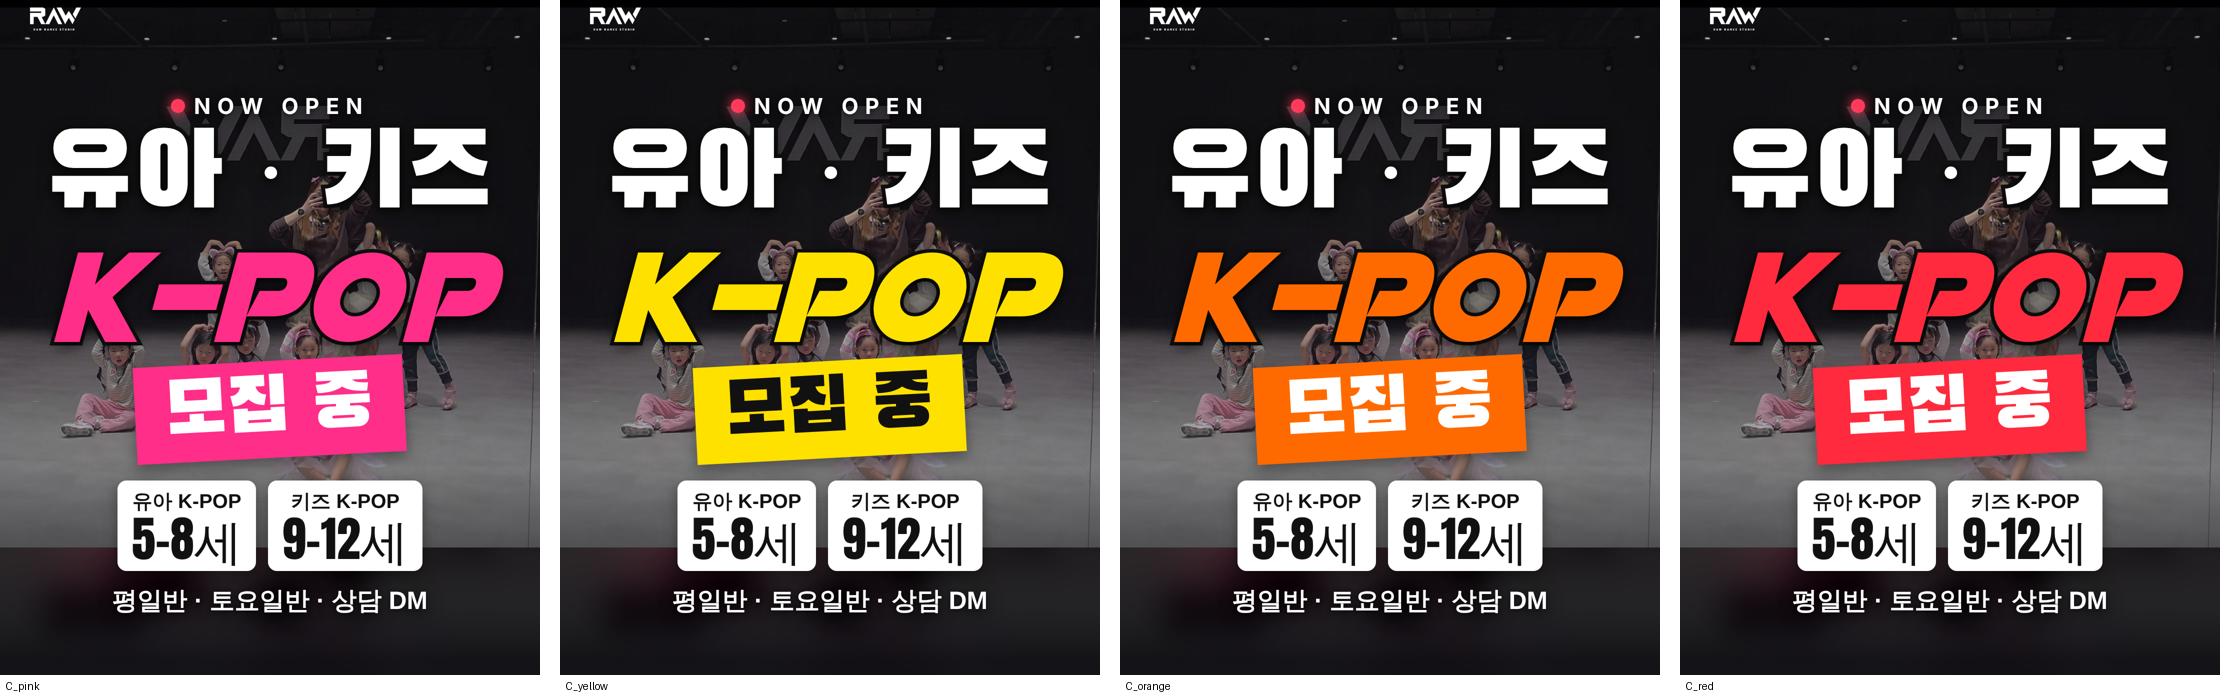 RAW
RAW DANCE STUDIO
NOW OPEN
유아 · 키즈
K-POP
모집 중
유아 K-POP
5-8세
키즈 K-POP
9-12세
평일반 · 토요일반 · 상담 DM
C_pink
RAW
RAW DANCE STUDIO
NOW OPEN
유아 · 키즈
K-POP
모집 중
유아 K-POP
5-8세
키즈 K-POP
9-12세
평일반 · 토요일반 · 상담 DM
C_yellow
RAW
RAW DANCE STUDIO
NOW OPEN
유아 · 키즈
K-POP
모집 중
유아 K-POP
5-8세
키즈 K-POP
9-12세
평일반 · 토요일반 · 상담 DM
C_orange
RAW
RAW DANCE STUDIO
NOW OPEN
유아 · 키즈
K-POP
모집 중
유아 K-POP
5-8세
키즈 K-POP
9-12세
평일반 · 토요일반 · 상담 DM
C_red